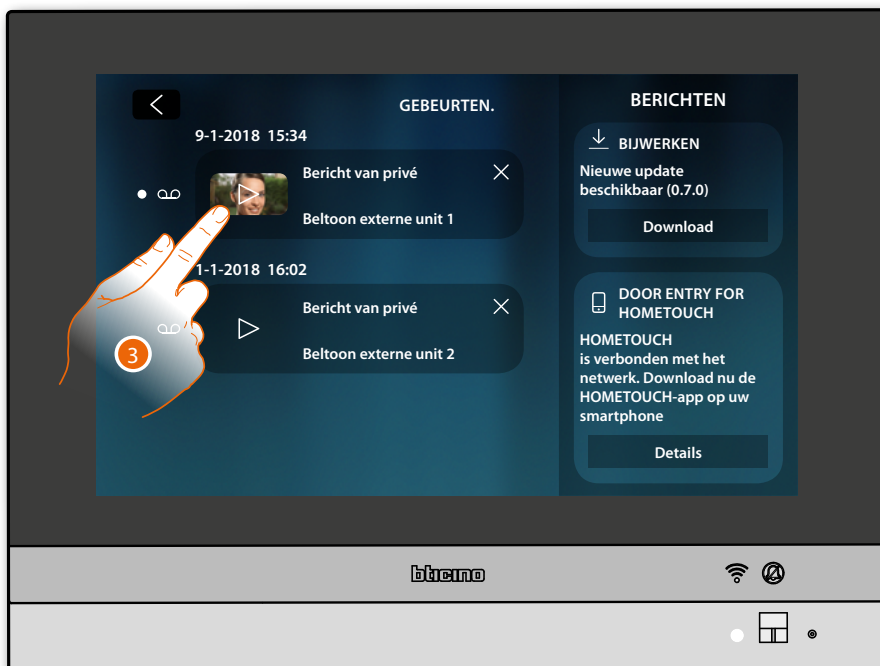 GEBEURTEN.
9-1-2018 15:34
Bericht van privé
Beltoon externe unit 1
1-1-2018 16:02
Bericht van privé
Beltoon externe unit 2
3
BERICHTEN
BIJWERKEN
Nieuwe update
beschikbaar (0.7.0)
Download
DOOR ENTRY FOR
HOMETOUCH
HOMETOUCH
is verbonden met het
netwerk. Download nu de
HOMETOUCH-app op uw
smartphone
Details
bticino